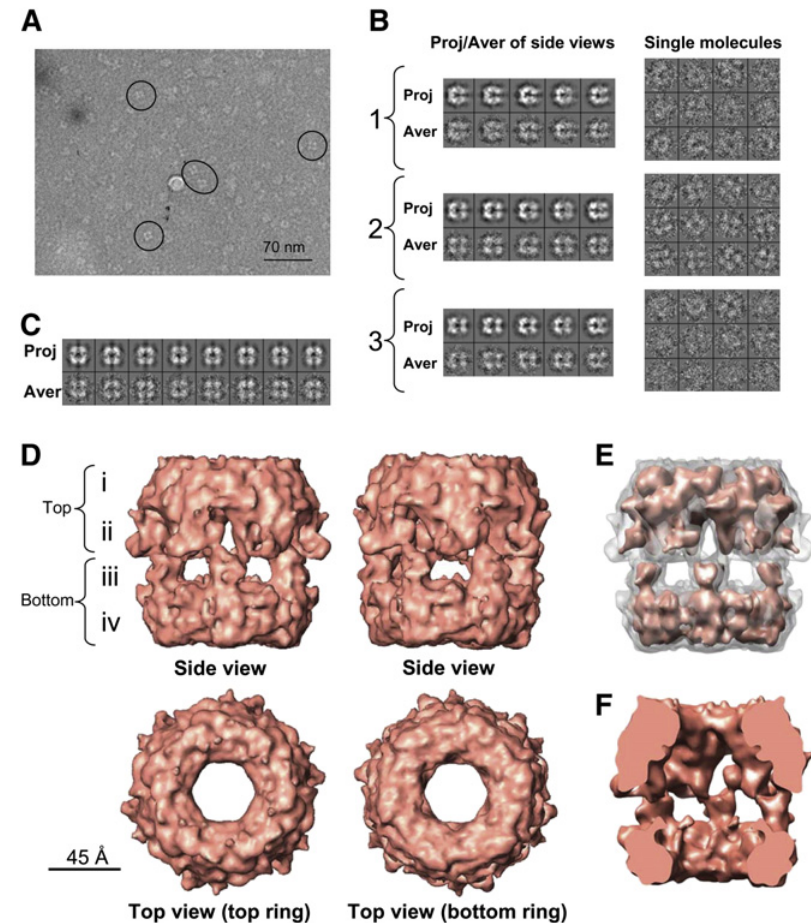 A
70 nm
B
Proj/Aver of side views
Single molecules
1
Proj
Aver
2
Proj
Aver
3
Proj
Aver
C
Proj
Aver
D
Top
i
ii
Bottom
iii
iv
Side view
Side view
45 Å
Top view (top ring)
Top view (bottom ring)
E
F